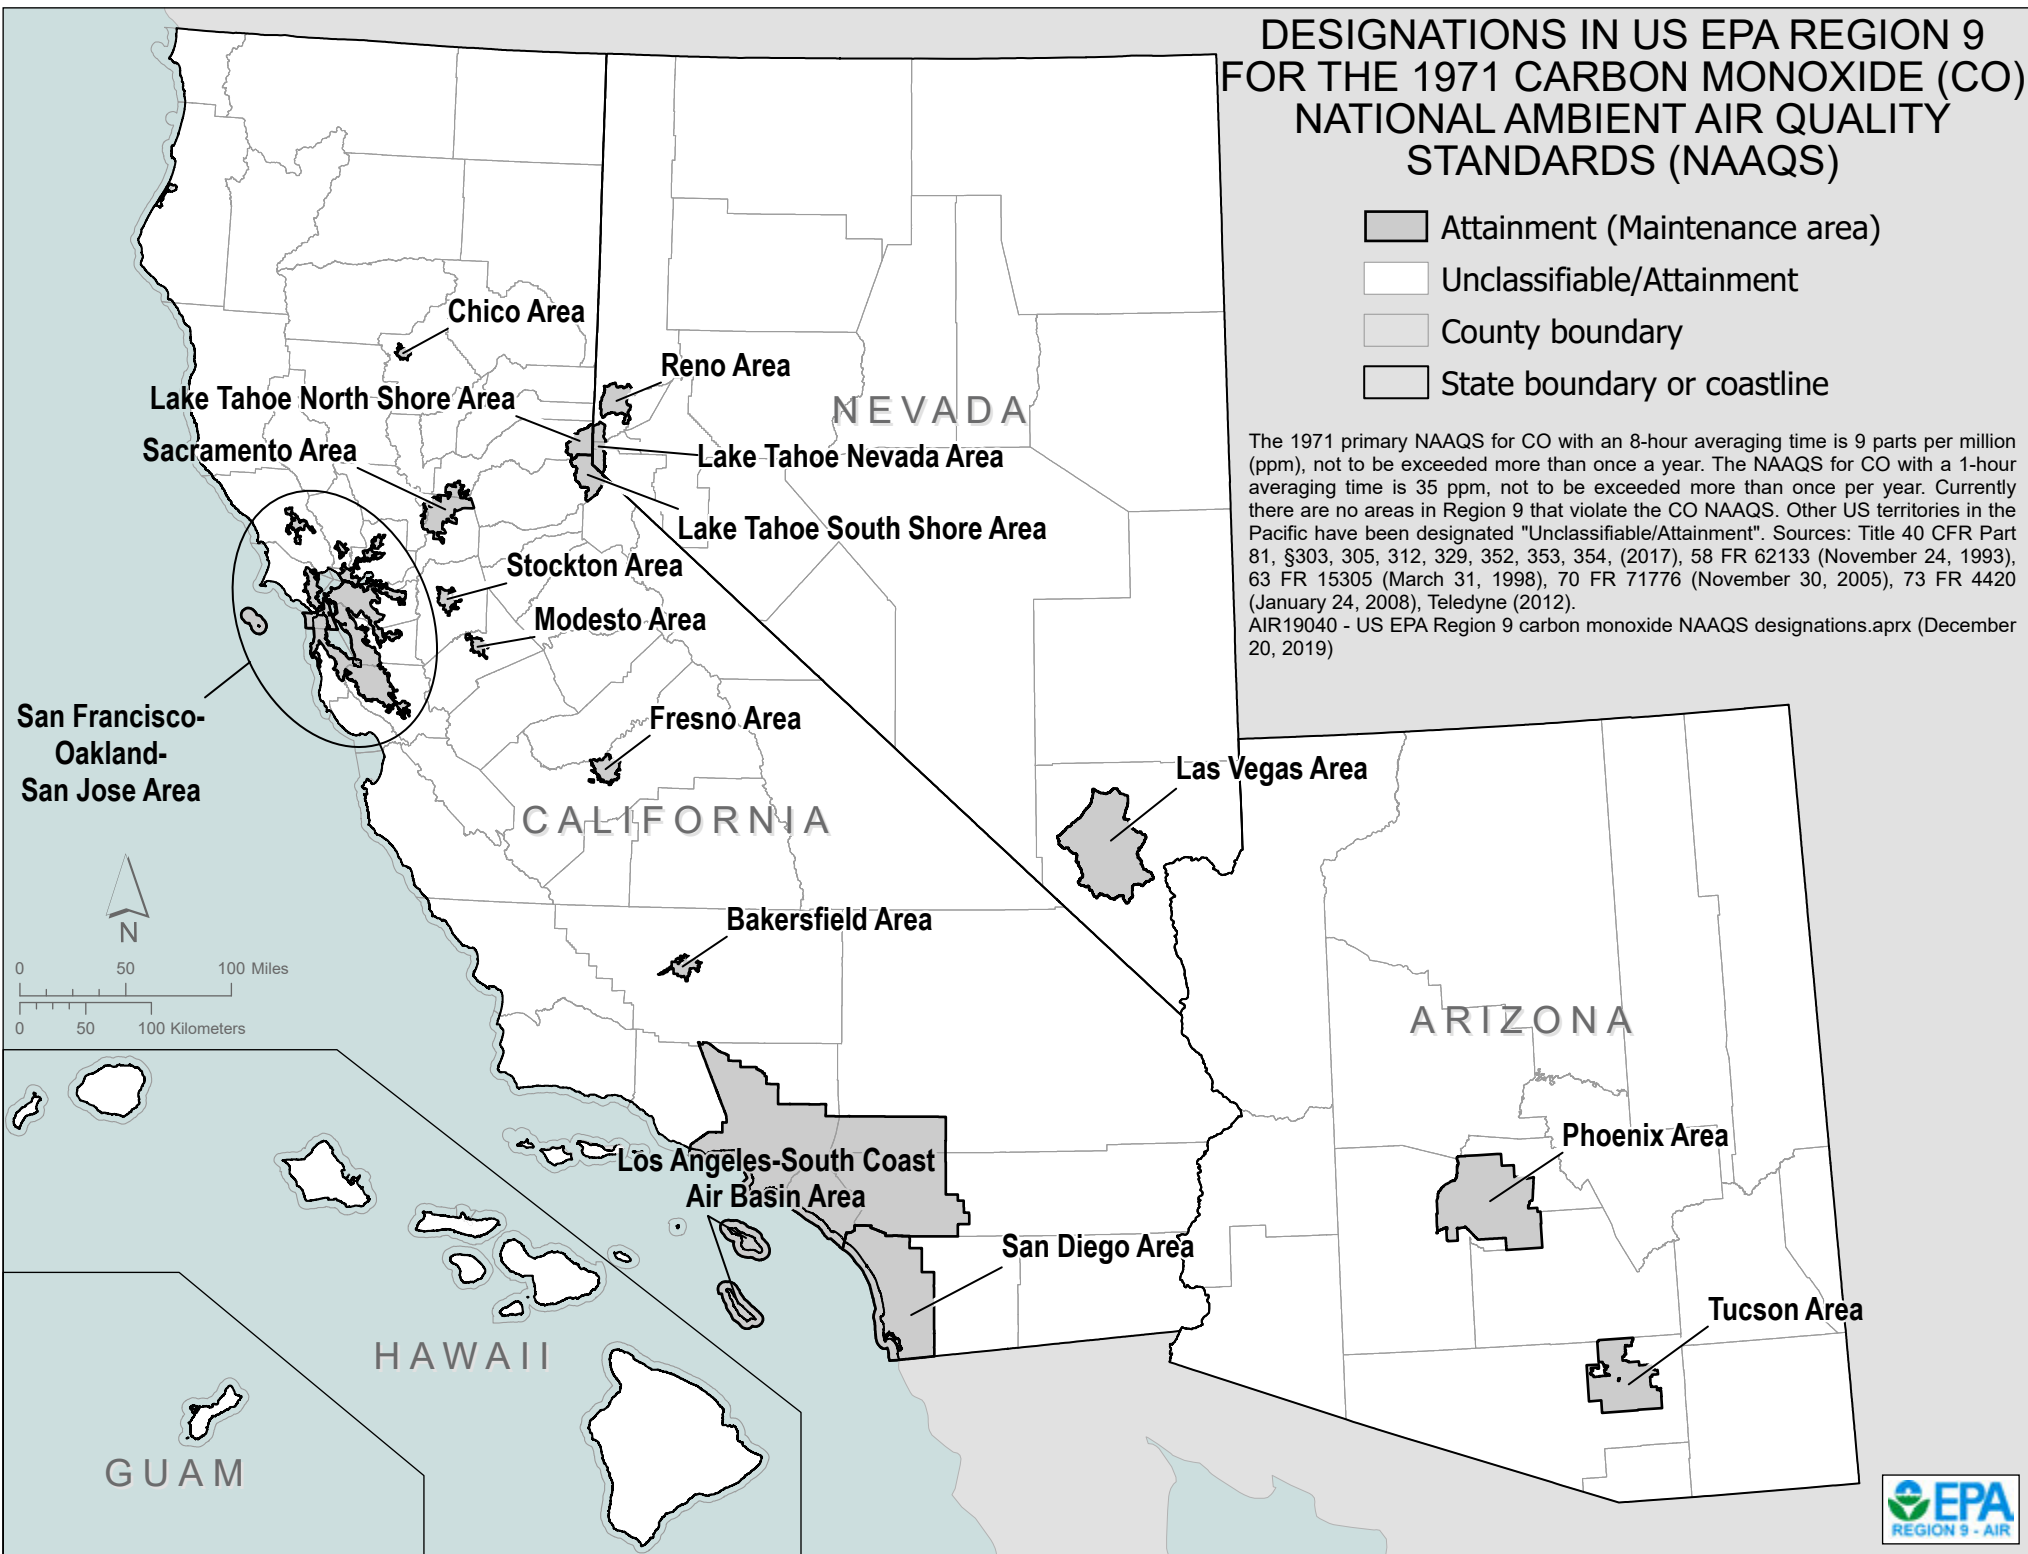 DESIGNATIONS IN US EPA REGION 9
FOR THE 1971 CARBON MONOXIDE (CO)
NATIONAL AMBIENT AIR QUALITY
STANDARDS (NAAQS)
Attainment (Maintenance area)
Unclassifiable/Attainment
County boundary
State boundary or coastline
The 1971 primary NAAQS for CO with an 8-hour averaging time is 9 parts per million
(ppm), not to be exceeded more than once a year. The NAAQS for CO with a 1-hour
averaging time is 35 ppm, not to be exceeded more than once per year. Currently
there are no areas in Region 9 that violate the CO NAAQS. Other US territories in the
Pacific have been designated "Unclassifiable/Attainment". Sources: Title 40 CFR Part
81, §303, 305, 312, 329, 352, 353, 354, (2017), 58 FR 62133 (November 24, 1993),
63 FR 15305 (March 31, 1998), 70 FR 71776 (November 30, 2005), 73 FR 4420
(January 24, 2008), Teledyne (2012).
AIR19040 - US EPA Region 9 carbon monoxide NAAQS designations.aprx (December
20, 2019)
Chico Area
Reno Area
Lake Tahoe North Shore Area
NEVADA
Sacramento Area
Lake Tahoe Nevada Area
Lake Tahoe South Shore Area
Stockton Area
Modesto Area
San Francisco-
Oakland-
San Jose Area
Fresno Area
Las Vegas Area
CALIFORNIA
Bakersfield Area
N
0 50 100 Miles
0 50 100 Kilometers
ARIZONA
Phoenix Area
Los Angeles-South Coast
Air Basin Area
San Diego Area
Tucson Area
HAWAII
GUAM
EPA
REGION 9 - AIR